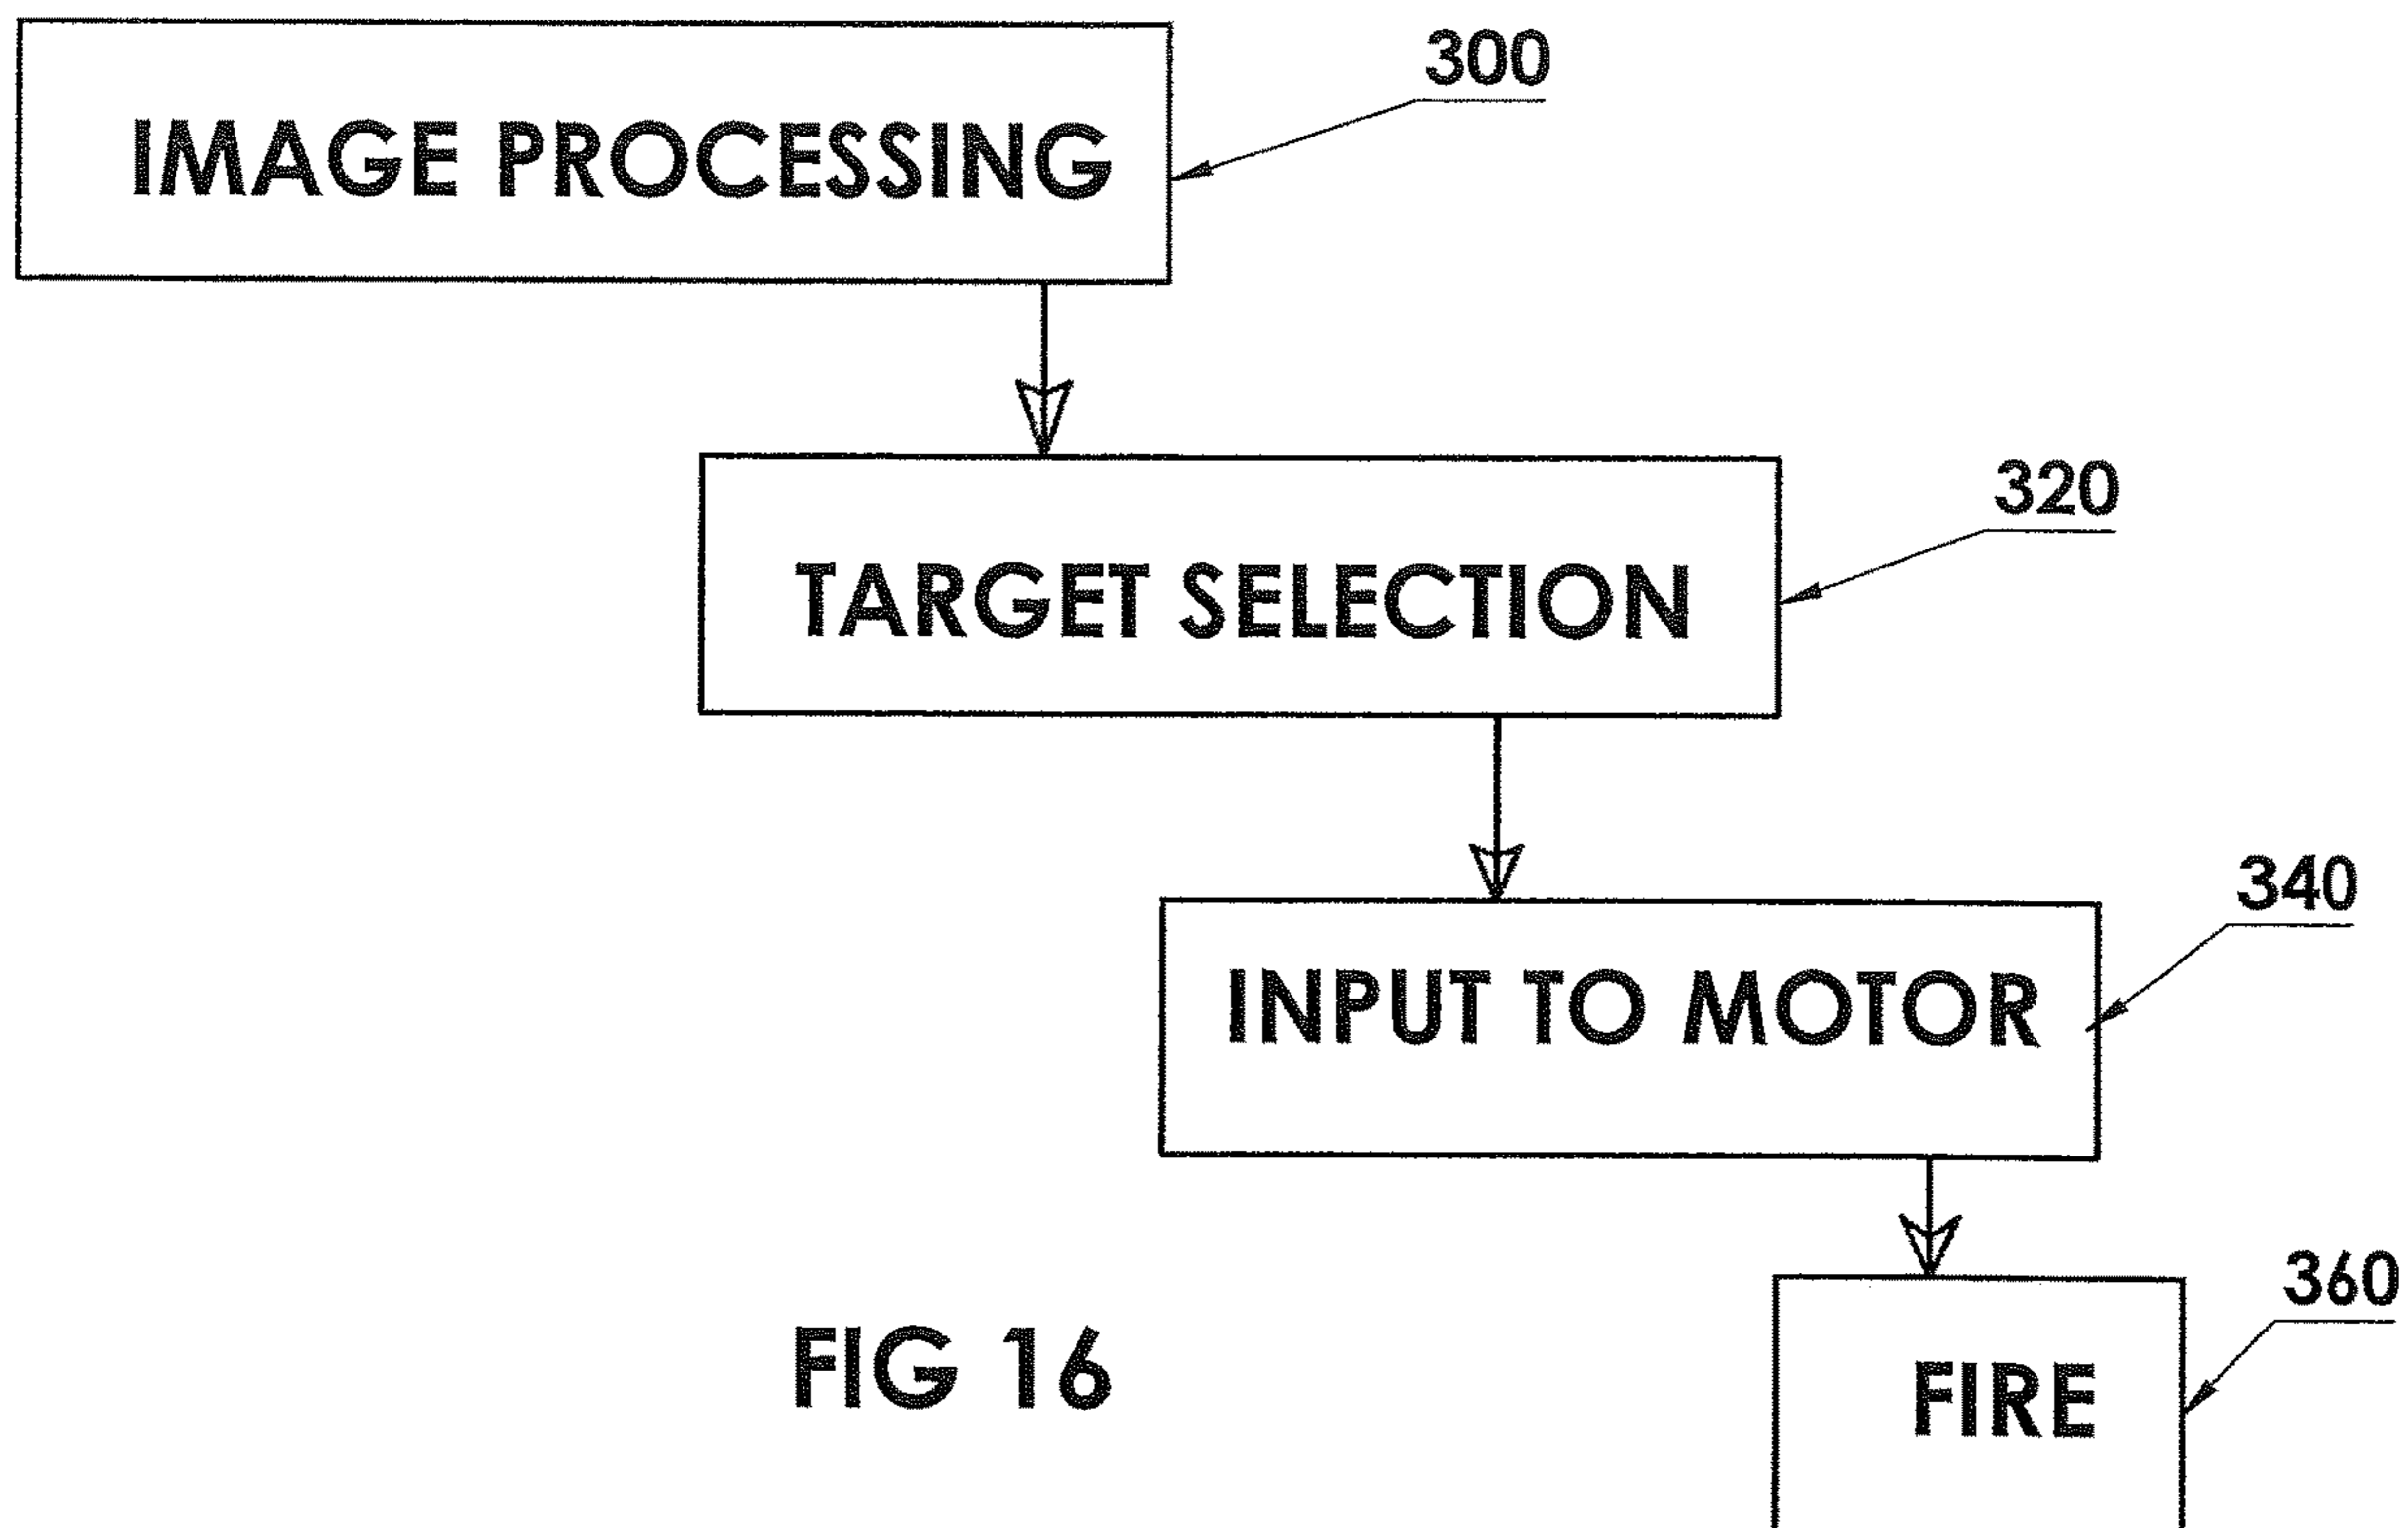 300
IMAGE PROCESSING
320
TARGET SELECTION
340
INPUT TO MOTOR
360
FIRE
FIG 16